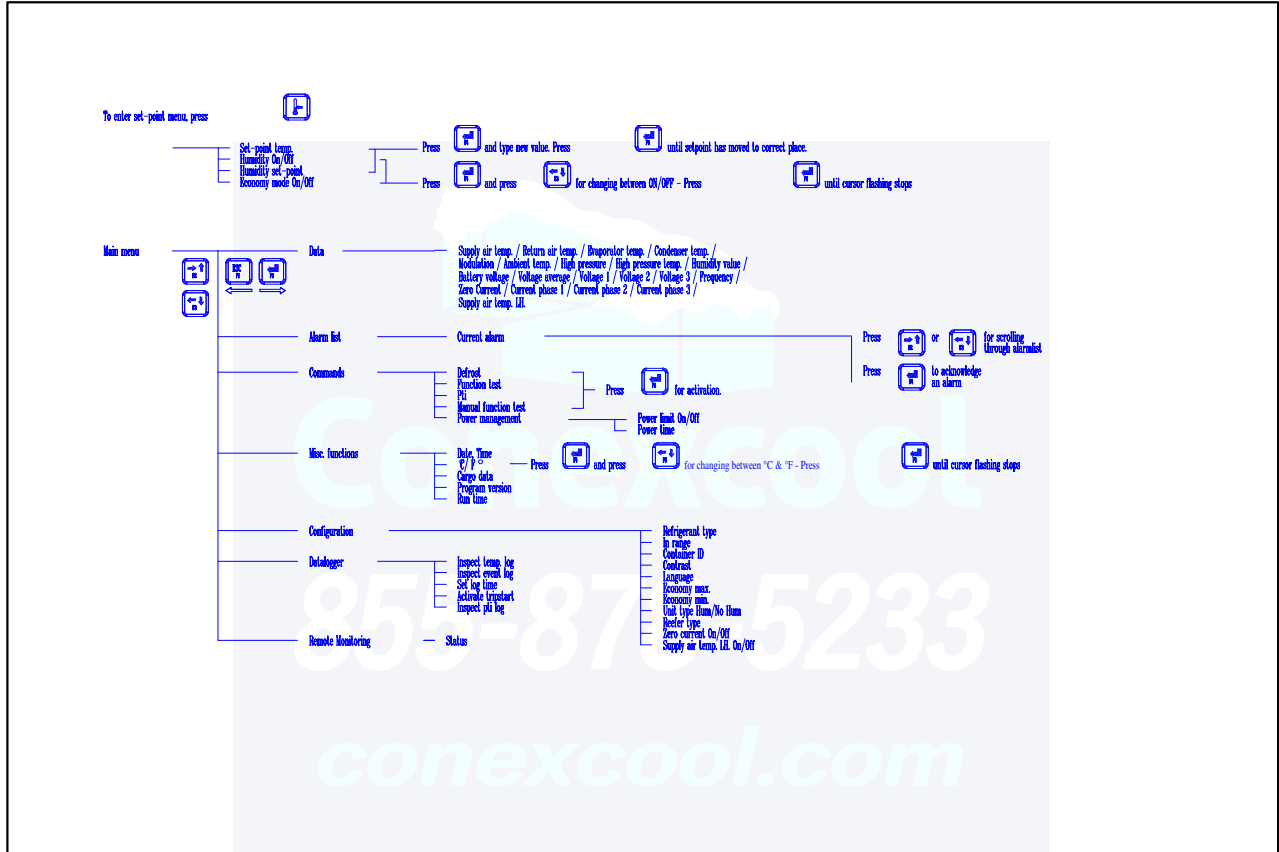 To enter set-point menu, press
Set-point temp.
Humidity On/Off
Humidity set-point
Economy mode On/Off
Press and type new value. Press until setpoint has moved to correct place.
Press and press for changing between ON/OFF - Press until cursor flashing stops
Main menu
Data
Supply air temp. / Return air temp. / Evaporator temp. / Condenser temp. /
Modulation / Ambient temp. / High pressure / High pressure temp. / Humidity value /
Battery voltage / Voltage average / Voltage 1 / Voltage 2 / Voltage 3 / Frequency /
Zero Current / Current phase 1 / Current phase 2 / Current phase 3 /
Supply air temp. LH.
Alarm list
Current alarm
Press or for scrolling
through alarmlist
Press to acknowledge
an alarm
Commands
Defrost
Function test
Pti
Manual function test
Power management
Press for activation.
Power limit On/Off
Power time
Misc. functions
Date, Time
°C/ F °
Cargo data
Program version
Run time
Press and press for changing between °C & °F - Press until cursor flashing stops
Configuration
Refrigerant type
In range
Container ID
Contrast
Language
Economy max.
Economy min.
Unit type Hum/No Hum
Reefer type
Zero current On/Off
Supply air temp. LH. On/Off
Datalogger
Inspect temp. log
Inspect event log
Set log time
Activate tripstart
Inspect pti log
Remote Monitoring
Status
Conexcool
conexcool.com